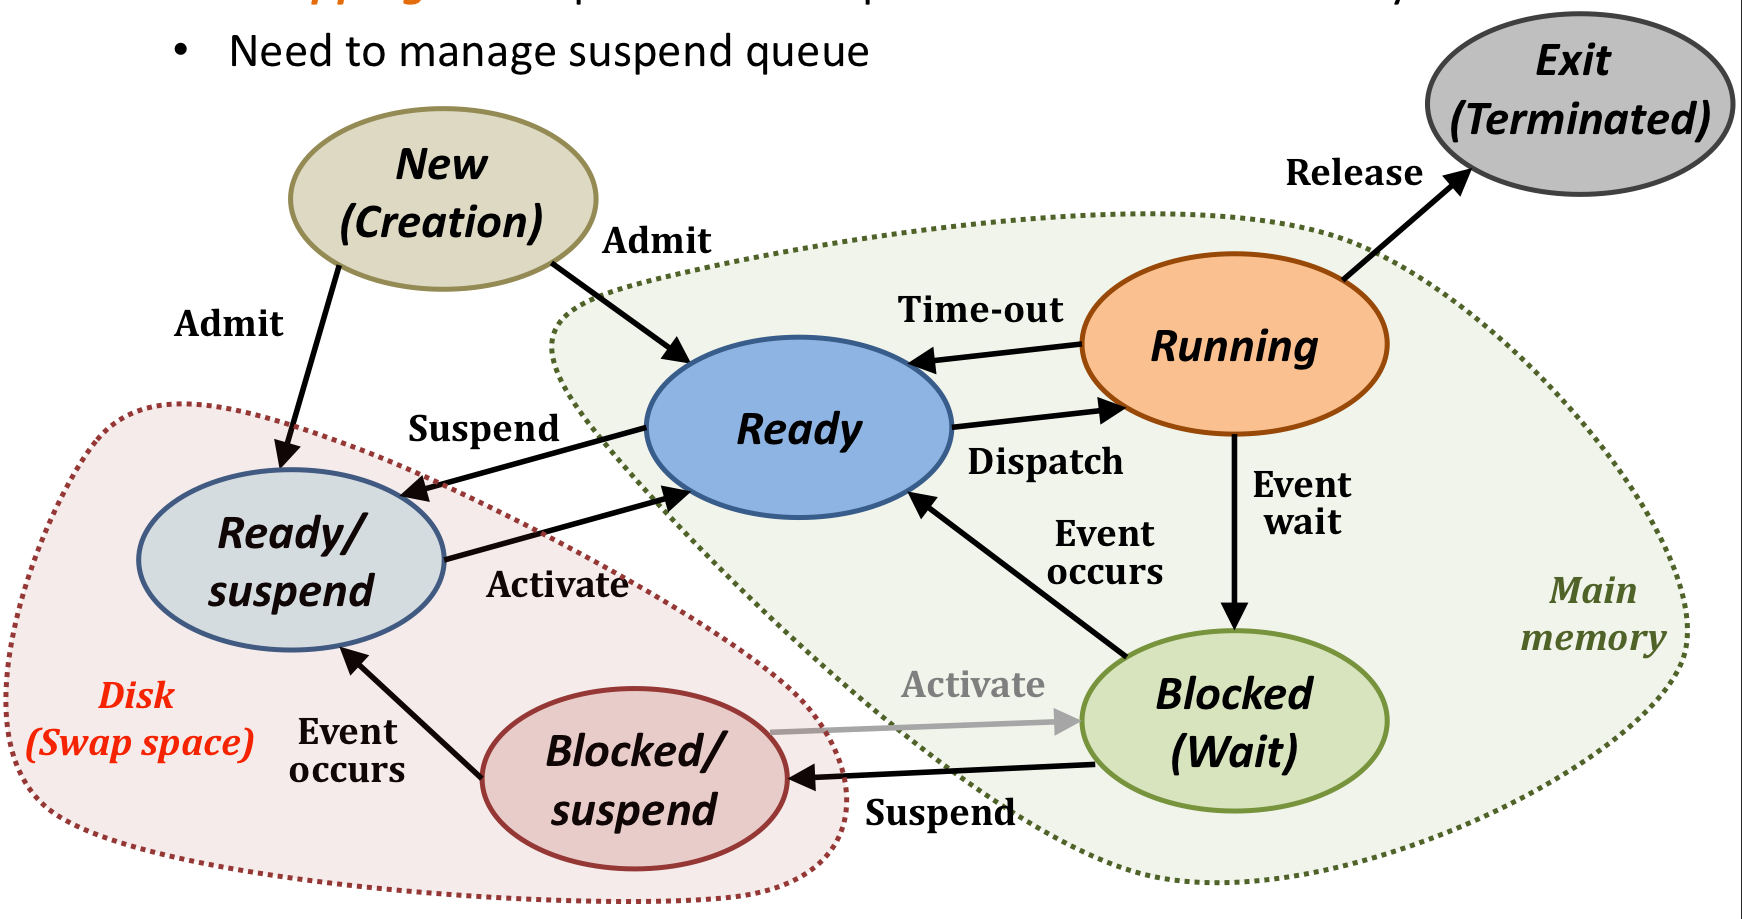 • Need to manage suspend queue
Exit
(Terminated)
New
(Creation)
Release
Admit
Admit
Time-out
Running
Ready
Suspend
Dispatch
Event
wait
Ready/
suspend
Event
occurs
Activate
Main
memory
Disk
(Swap space)
Event
occurs
Activate
Blocked
(Wait)
Blocked/
suspend
Suspend